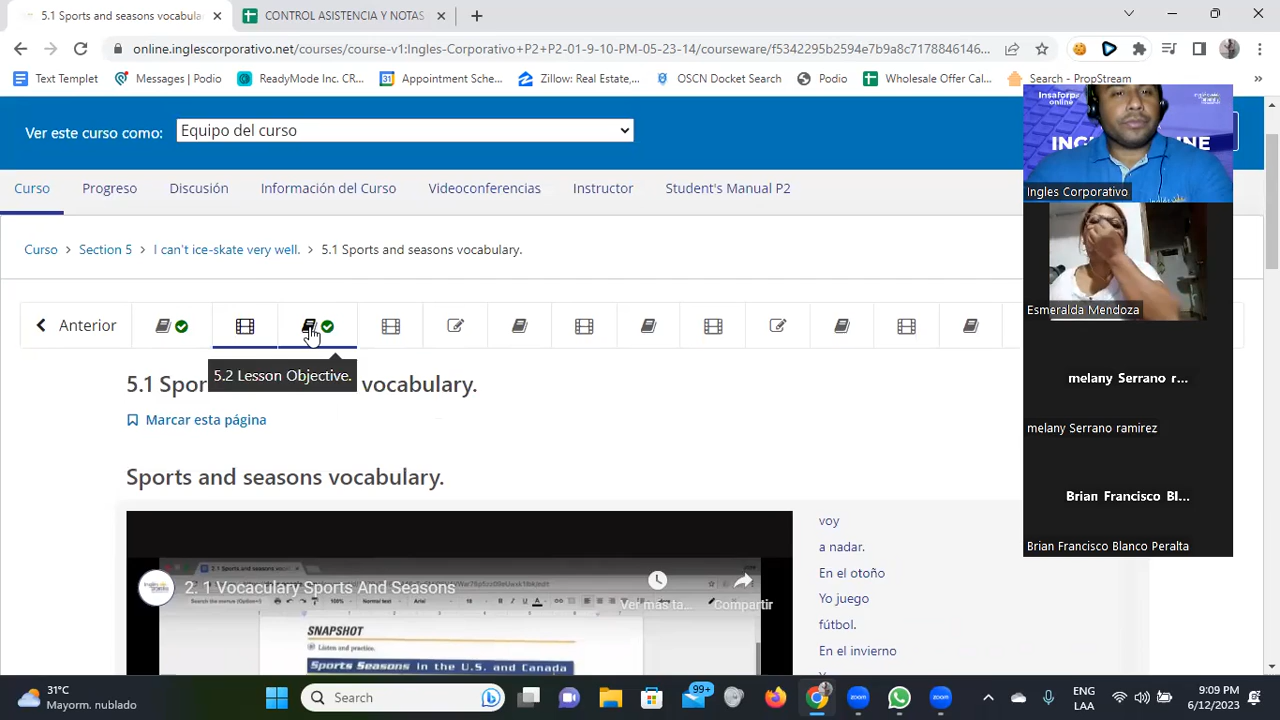 5.1 Sports and seasons vocabula
CONTROL ASISTENCIA Y NOTAS
online.inglescorporativo.net/courses/course-v1:Ingles-Corporativo+P2+P2-01-9-10-PM-05-23-14/courseware/f5342295b2594e7b9a8c7178846146...
Text Templet
Messages | Podio
ReadyMode Inc. CR...
Appointment Sche...
Zillow: Real Estate,...
OSCN Docket Search
Podio
Wholesale Offer Cal...
Search - PropStream
Ver este curso como:
Equipo del curso
Curso
Progreso
Discusión
Información del Curso
Videoconferencias
Instructor
Student's Manual P2
Curso > Section 5 > I can't ice-skate very well. > 5.1 Sports and seasons vocabulary.
Anterior
5.2 Lesson Objective.
5.1 Spor vocabulary.
Marcar esta página
Sports and seasons vocabulary.
2: 1 Vocaculary Sports And Seasons
Ver más ta...
Compartir
SNAPSHOT
Listen and practice.
Sports Seasons in the U.S. and Canada
voy
a nadar.
En el otoño
Yo juego
fútbol.
En el invierno
Insaforp
online
Ingles Corporativo
Esmeralda Mendoza
melany Serrano r...
melany Serrano ramirez
Brian Francisco Bl...
Brian Francisco Blanco Peralta
31°C
Mayorm. nublado
Search
99+
ENG
LAA
9:09 PM
6/12/2023